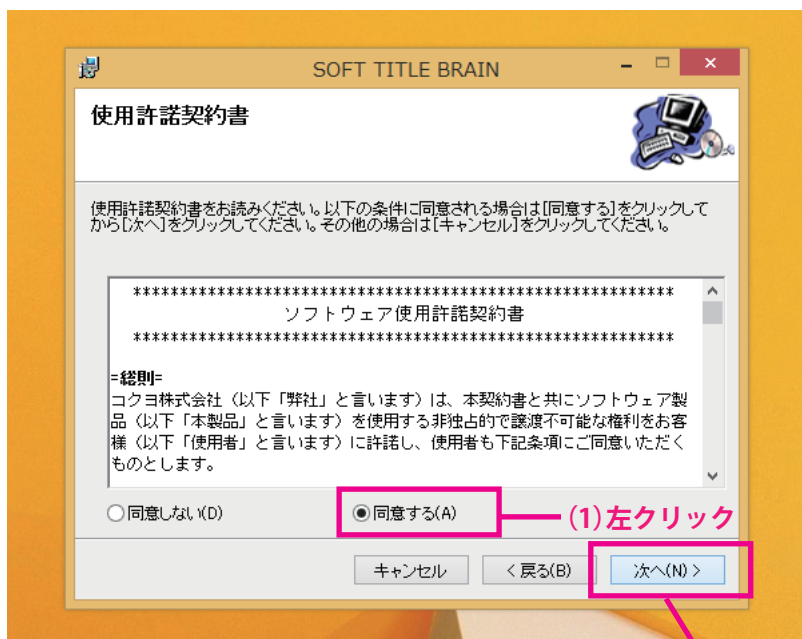 SOFT TITLE BRAIN
使用許諾契約書
使用許諾契約書をお読みください。以下の条件に同意される場合は[同意する]をクリックして
から[次へ]をクリックしてください。その他の場合は[キャンセル]をクリックしてください。
**********************************************************
ソフトウェア使用許諾契約書
**********************************************************
=総則=
コクヨ株式会社（以下「弊社」と言います）は、本契約書と共にソフトウェア製
品（以下「本製品」と言います）を使用する非独占的で譲渡不可能な権利をお客
様（以下「使用者」と言います）に許諾し、使用者も下記条項にご同意いただく
ものとします。
同意しない(D) 同意する(A) (1)左クリック
キャンセル < 戻る(B) 次へ(N) >